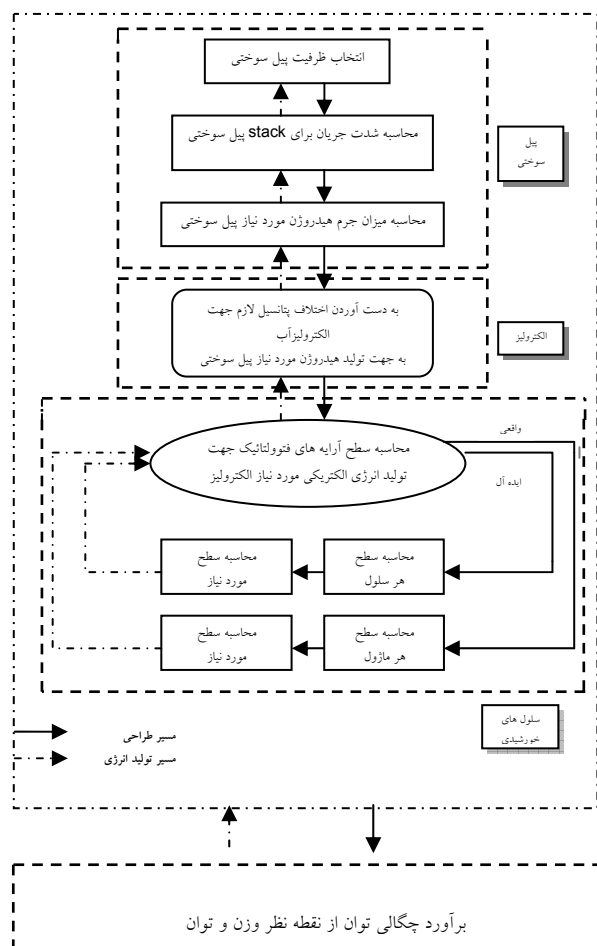 انتخاب ظرفیت پیل سوختی
محاسبه شدت جریان برای stack پیل سوختی
پیل
سوختی
محاسبه میزان جرم هیدروژن مورد نیاز پیل سوختی
به دست آوردن اختلاف پتانسیل لازم جهت
الکترولیزآب
به جهت تولید هیدروژن مورد نیاز پیل سوختی
الکترولیز
واقعی
محاسبه سطح آرایه های فتوولتائیک جهت
تولید انرژی الکتریکی مورد نیاز الکترولیز
ایده آل
محاسبه سطح
هر سلول
محاسبه سطح
مورد نیاز
محاسبه سطح
هر ماژول
محاسبه سطح
مورد نیاز
سلول های
خورشیدی
مسیر طراحی
مسیر تولید انرژی
برآورد چگالی توان از نقطه نظر وزن و توان